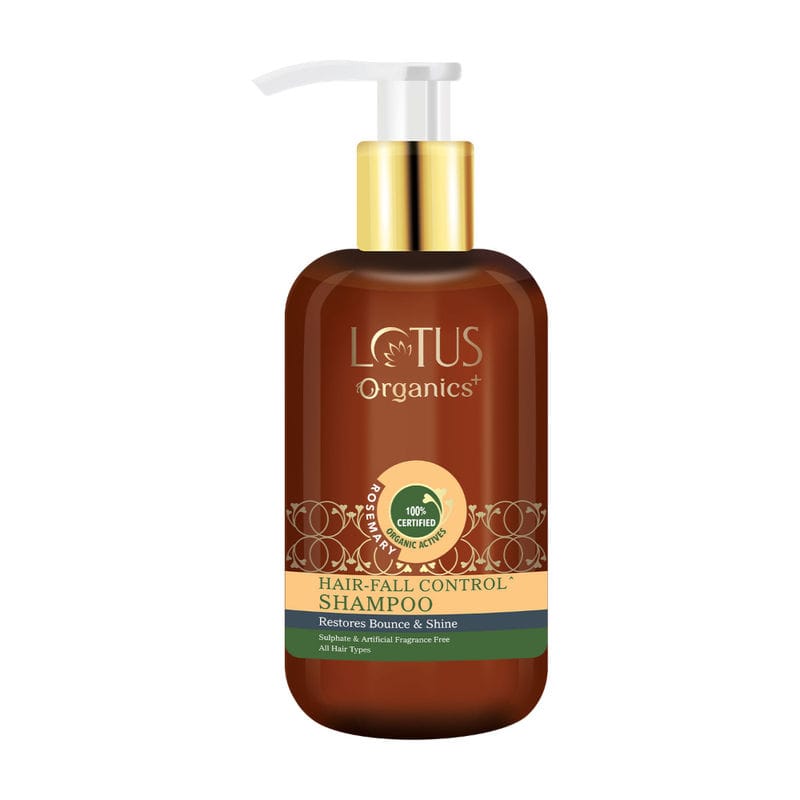 LOTUS
Organics+
ROSEMARY
100%
CERTIFIED
ORGANIC ACTIVES
HAIR-FALL CONTROL^
SHAMPOO
Restores Bounce & Shine
Sulphate & Artificial Fragrance Free
All Hair Types